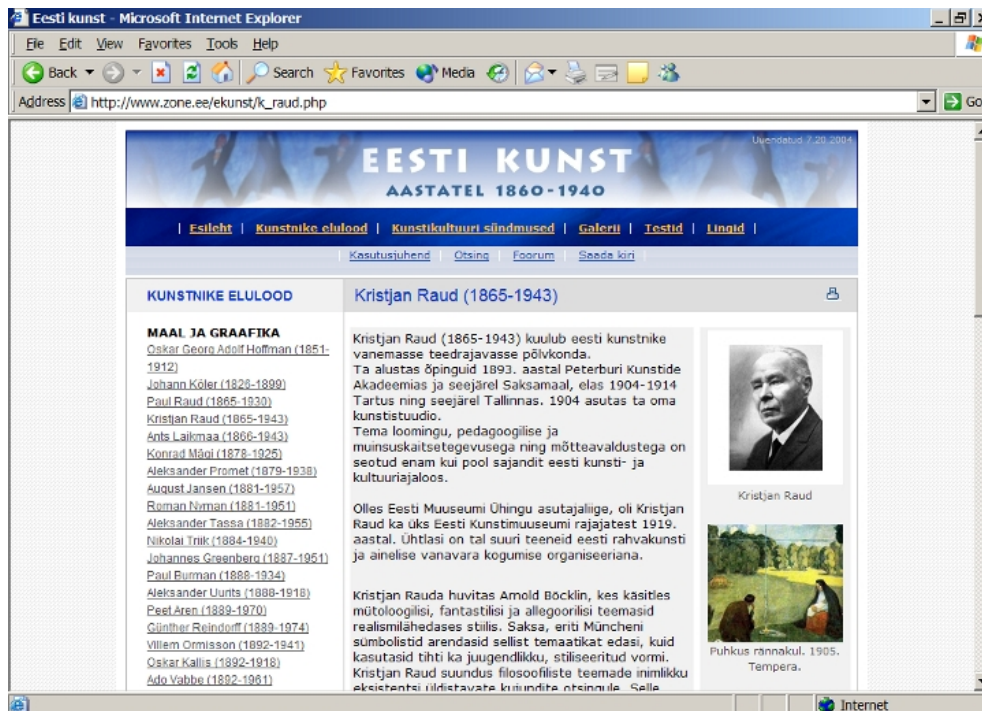 Eesti kunst - Microsoft Internet Explorer
File Edit View Favorites Tools Help
Back Search Favorites Media
Address http://www.zone.ee/ekunst/k_raud.php Go
Uuendatud 7.20.2004
EESTI KUNST
AASTATEL 1860-1940
| Esileht | Kunstnike elulood | Kunstikultuuri sündmused | Galerii | Testid | Lingid |
| Kasutusjuhend | Otsing | Foorum | Saada kiri |
KUNSTNIKE ELULOOD
MAAL JA GRAAFIKA
Oskar Georg Adolf Hoffman (1851-
1912)
Johann Köler (1826-1899)
Paul Raud (1865-1930)
Kristjan Raud (1865-1943)
Ants Laikmaa (1866-1943)
Konrad Mägi (1878-1925)
Aleksander Promet (1879-1938)
August Jansen (1881-1957)
Roman Nyman (1881-1951)
Aleksander Tassa (1882-1955)
Nikolai Triik (1884-1940)
Johannes Greenberg (1887-1951)
Paul Burman (1888-1934)
Aleksander Uurits (1888-1918)
Peet Aren (1889-1970)
Günther Reindorff (1889-1974)
Villem Ormisson (1892-1941)
Oskar Kallis (1892-1918)
Ado Vabbe (1892-1961)
Kristjan Raud (1865-1943)
Kristjan Raud (1865-1943) kuulub eesti kunstnike
vanemasse teedrajavasse põlvkonda.
Ta alustas õpinguid 1893. aastal Peterburi Kunstide
Akadeemias ja seejärel Saksamaal, elas 1904-1914
Tartus ning seejärel Tallinnas. 1904 asutas ta oma
kunstistuudio.
Tema loomingu, pedagoogilise ja
muinsuskaitsetegevusega ning mõtteavaldustega on
seotud enam kui pool sajandit eesti kunsti- ja
kultuuriajaloos.
Olles Eesti Muuseumi Ühingu asutajaliige, oli Kristjan
Raud ka üks Eesti Kunstimuuseumi rajajatest 1919.
aastal. Ühtlasi on tal suuri teeneid eesti rahvakunsti
ja ainelise vanavara kogumise organiseeriana.
Kristjan Rauda huvitas Arnold Böcklin, kes käsitles
mütoloogilisi, fantastilisi ja allegoorilisi teemasid
realismilähedases stiilis. Saksa, eriti Müncheni
sümbolistid arendasid sellist temaatikat edasi, kuid
kasutasid tihti ka juugendlikku, stiliseeritud vormi.
Kristjan Raud suundus filosoofiliste teemade inimlikku
eksistentsi üldistavate kujundite otsingule. Selle
Kristjan Raud
Puhkus rännakul. 1905.
Tempera.
Internet